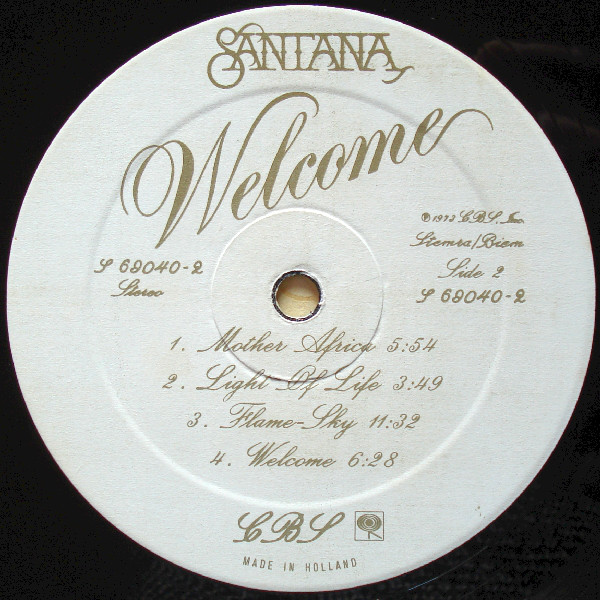 SANTANA
Welcome
℗ 1973 CBS. Inc.
Stemra/Biem
S 69040-2
Stereo
Side 2
S 69040-2
1. Mother Africa 5:54
2. Light Of Life 3:49
3. Flame-Sky 11:32
4. Welcome 6:28
CBS
MADE IN HOLLAND